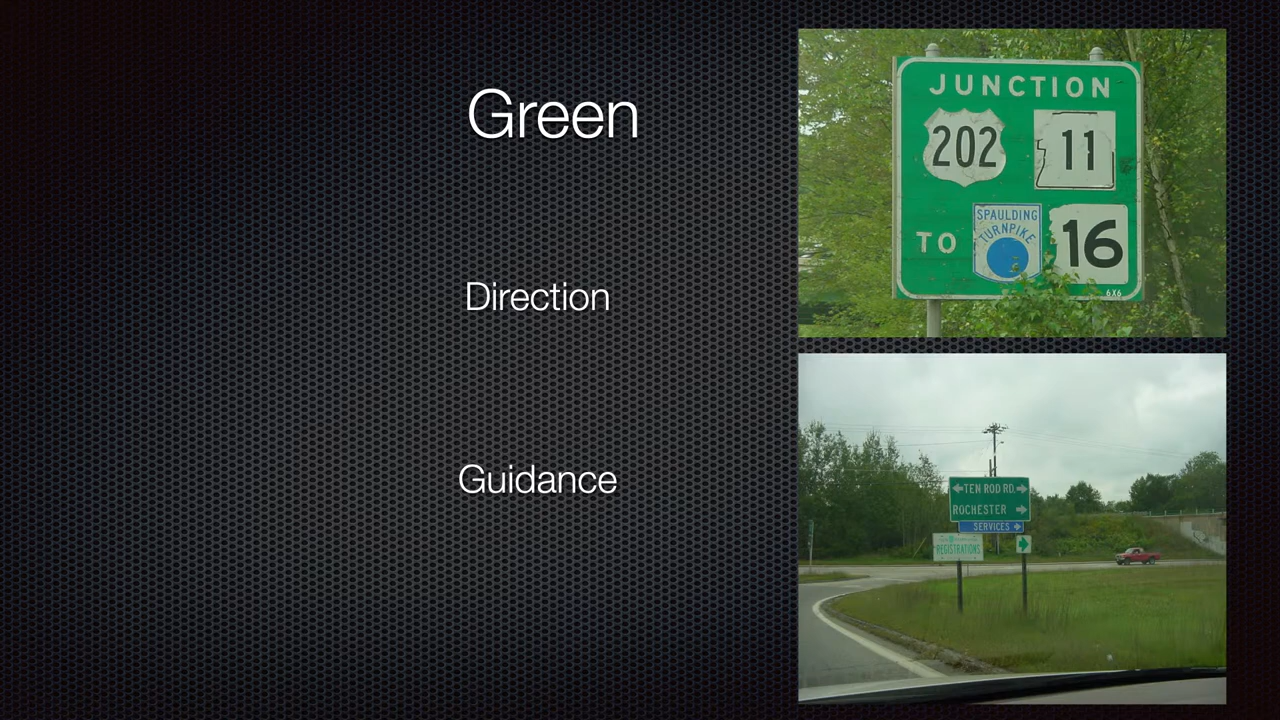 Green
Direction
Guidance
JUNCTION
202 11
SPAULDING
TURNPIKE
TO 16
6X6
TEN ROD RD.
ROCHESTER
SERVICES
REGISTRATIONS